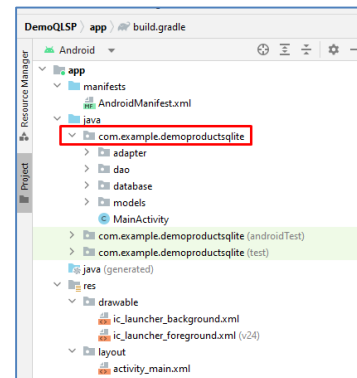 DemoQLSP app build.gradle
Android
Resource Manager
Project
app
manifests
AndroidManifest.xml
java
com.example.demoproductsqlite
adapter
dao
database
models
MainActivity
com.example.demoproductsqlite (androidTest)
com.example.demoproductsqlite (test)
java (generated)
res
drawable
ic_launcher_background.xml
ic_launcher_foreground.xml (v24)
layout
activity_main.xml